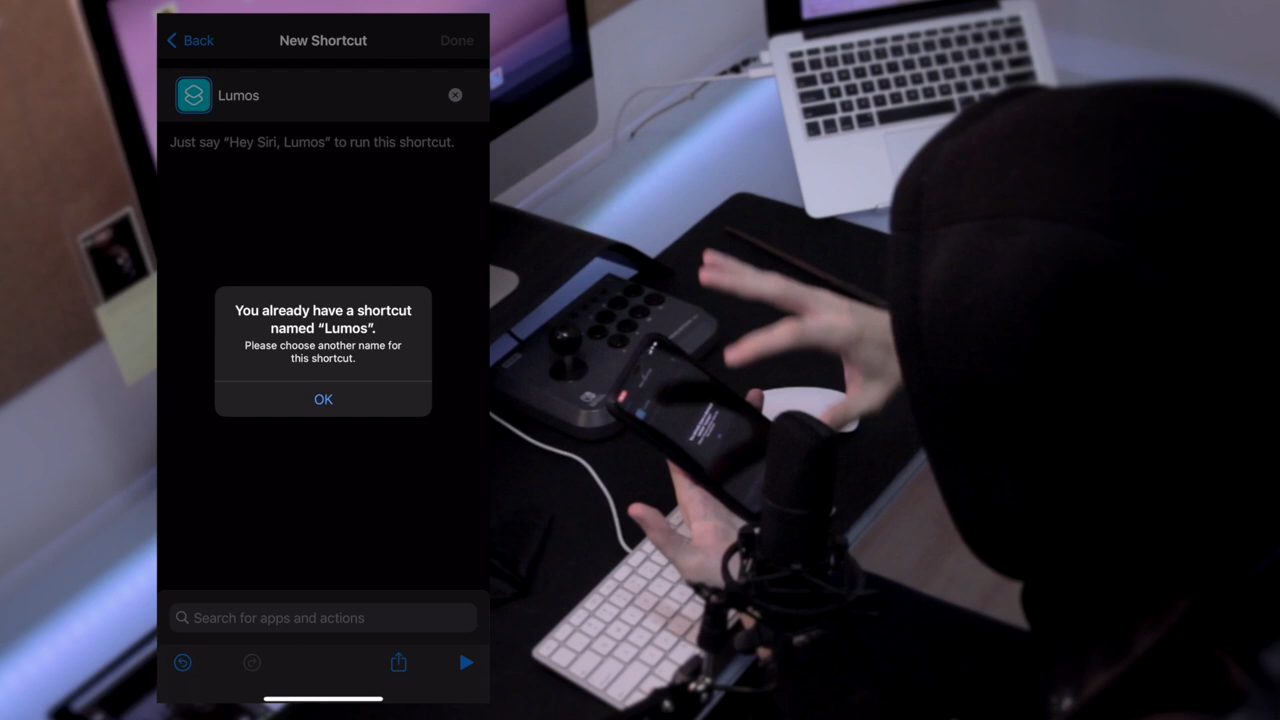 Back
New Shortcut
Done
Lumos
Just say “Hey Siri, Lumos” to run this shortcut.
You already have a shortcut
named “Lumos”.
Please choose another name for
this shortcut.
OK
Search for apps and actions